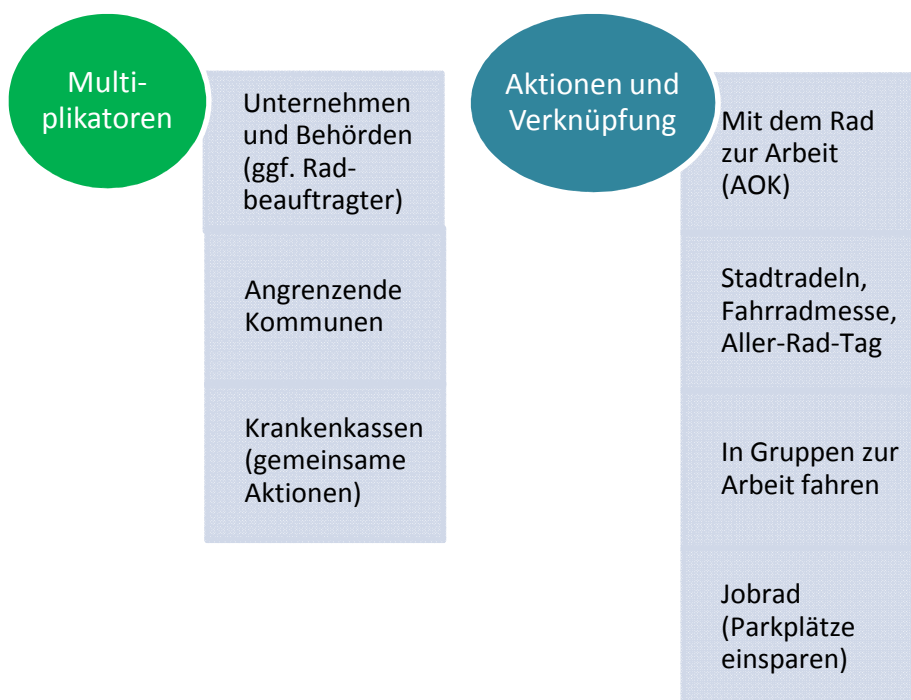 Multi-
plikatoren
Unternehmen
und Behörden
(ggf. Rad-
beauftragter)
Angrenzende
Kommunen
Krankenkassen
(gemeinsame
Aktionen)
Aktionen und
Verknüpfung
Mit dem Rad
zur Arbeit
(AOK)
Stadtradeln,
Fahrradmesse,
Aller-Rad-Tag
In Gruppen zur
Arbeit fahren
Jobrad
(Parkplätze
einsparen)